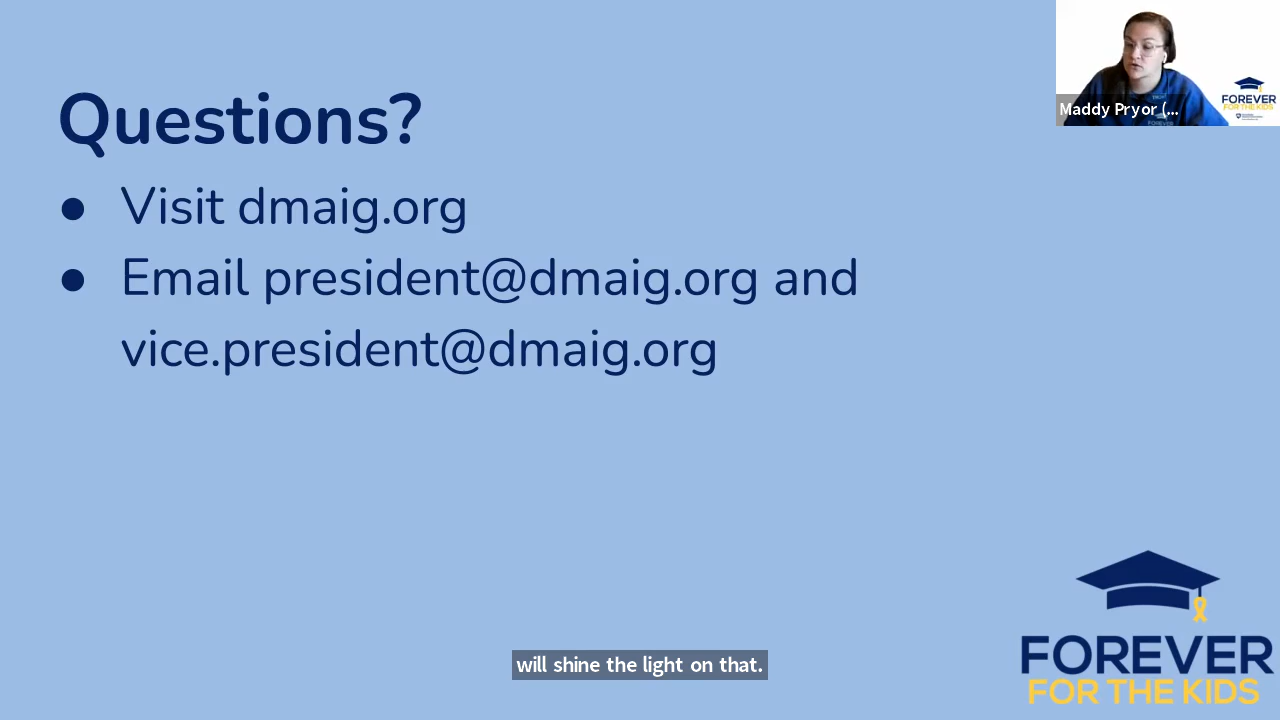 Questions?
● Visit dmaig.org
● Email president@dmaig.org and
vice.president@dmaig.org
Maddy Pryor (...
FOREVER
FOR THE KIDS
will shine the light on that.
FOREVER
FOR THE KIDS